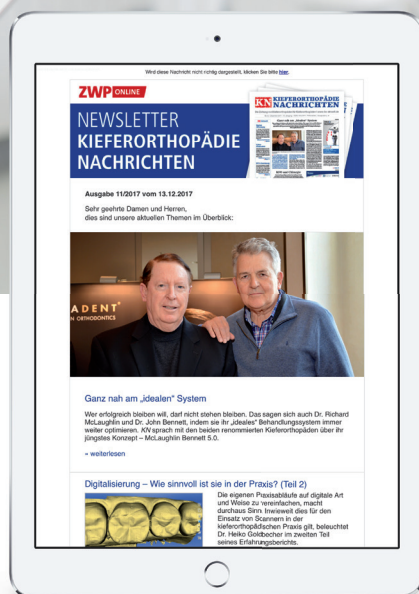 Wird diese Nachricht nicht richtig dargestellt, klicken Sie bitte hier.
ZWP ONLINE
NEWSLETTER
KIEFERORTHOPÄDIE
NACHRICHTEN
KN KIEFERORTHOPÄDIE
NACHRICHTEN
Ausgabe 11/2017 vom 13.12.2017
Sehr geehrte Damen und Herren,
dies sind unsere aktuellen Themen im Überblick:
ADENT
N ORTHODONTICS
Ganz nah am „idealen" System
Wer erfolgreich bleiben will, darf nicht stehen bleiben. Das sagen sich auch Dr. Richard
McLaughlin und Dr. John Bennett, indem sie ihr „ideales" Behandlungssystem immer
weiter optimieren. KN sprach mit den beiden renommierten Kieferorthopäden über ihr
jüngstes Konzept – McLaughlin Bennett 5.0.
» weiterlesen
Digitalisierung – Wie sinnvoll ist sie in der Praxis? (Teil 2)
Die eigenen Praxisabläufe auf digitale Art
und Weise zu vereinfachen, macht
durchaus Sinn. Inwieweit dies für den
Einsatz von Scannern in der
kieferorthopädischen Praxis gilt, beleuchtet
Dr. Heiko Goldbecher im zweiten Teil
seines Erfahrungsberichts.